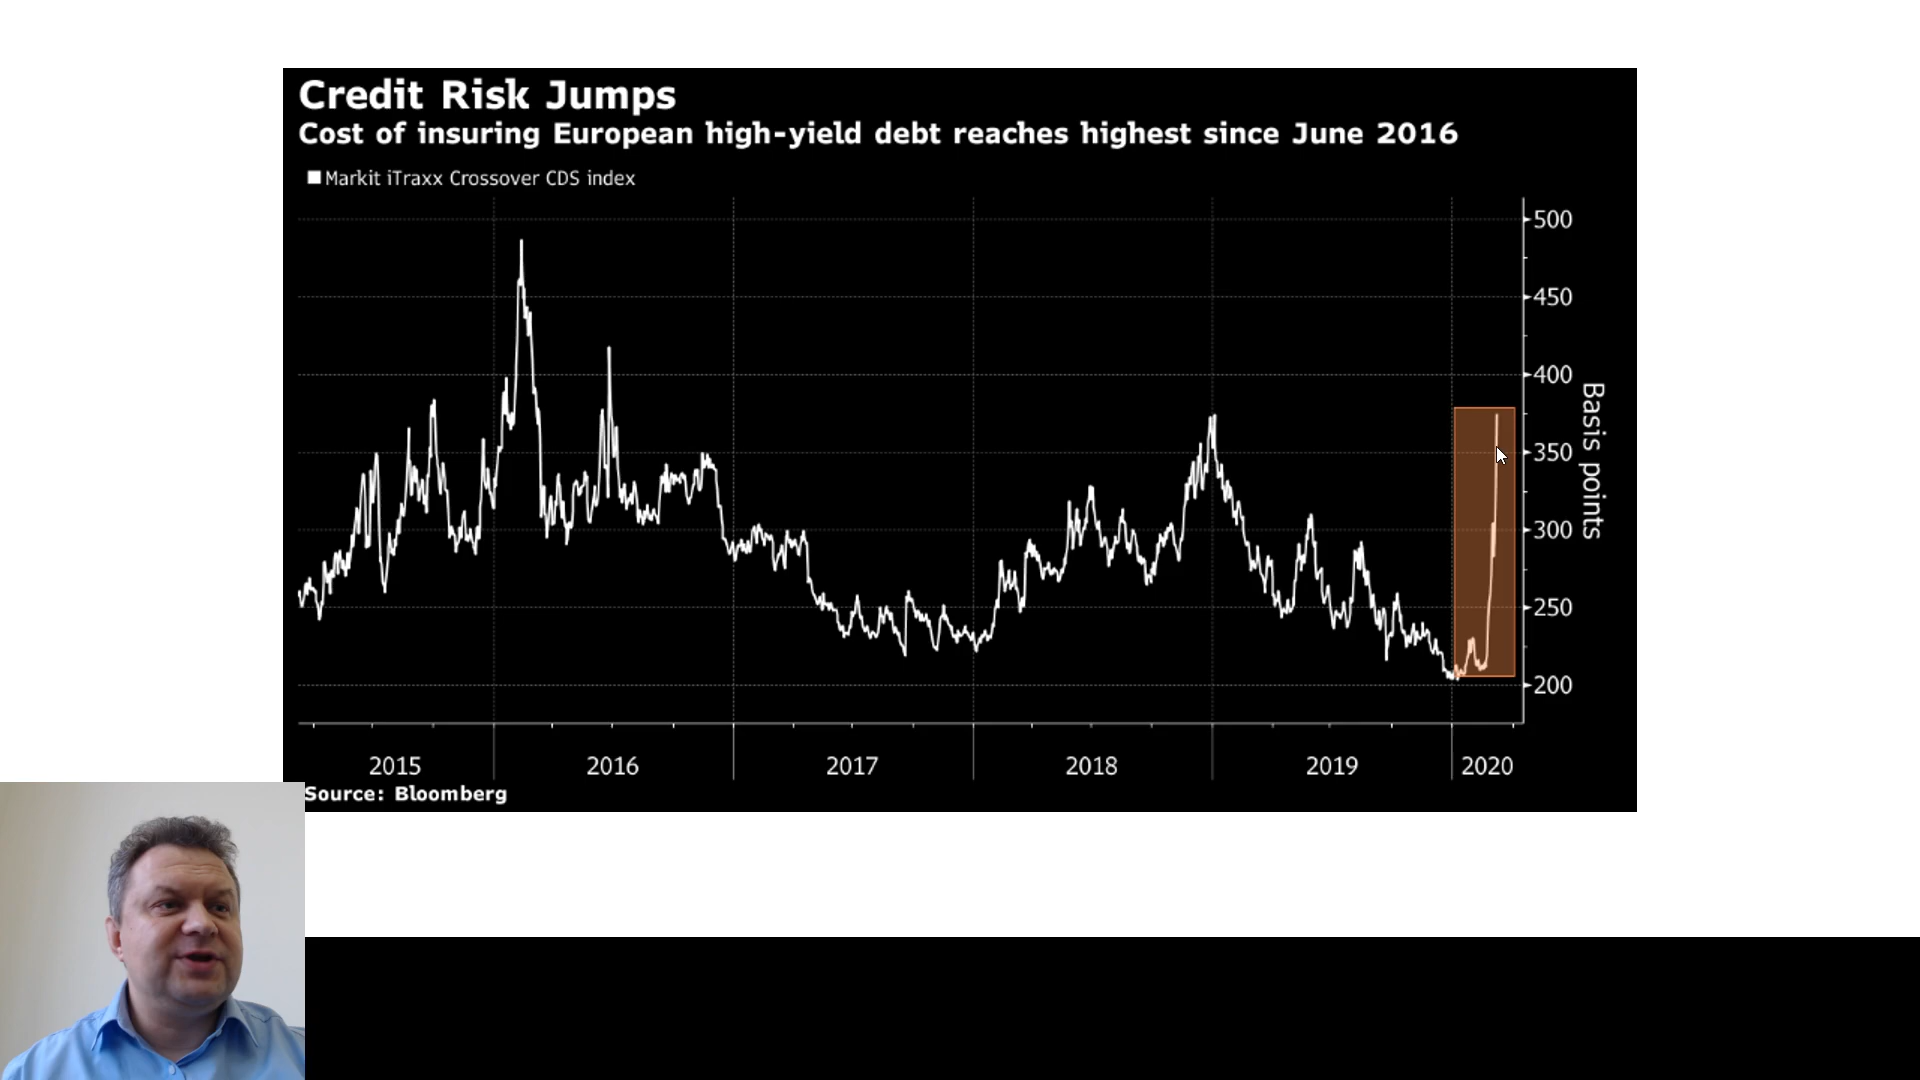 Credit Risk Jumps
Cost of insuring European high-yield debt reaches highest since June 2016
Markit iTraxx Crossover CDS index
500
450
400
350
300
250
200
Basis points
2015 2016 2017 2018 2019 2020
Source: Bloomberg